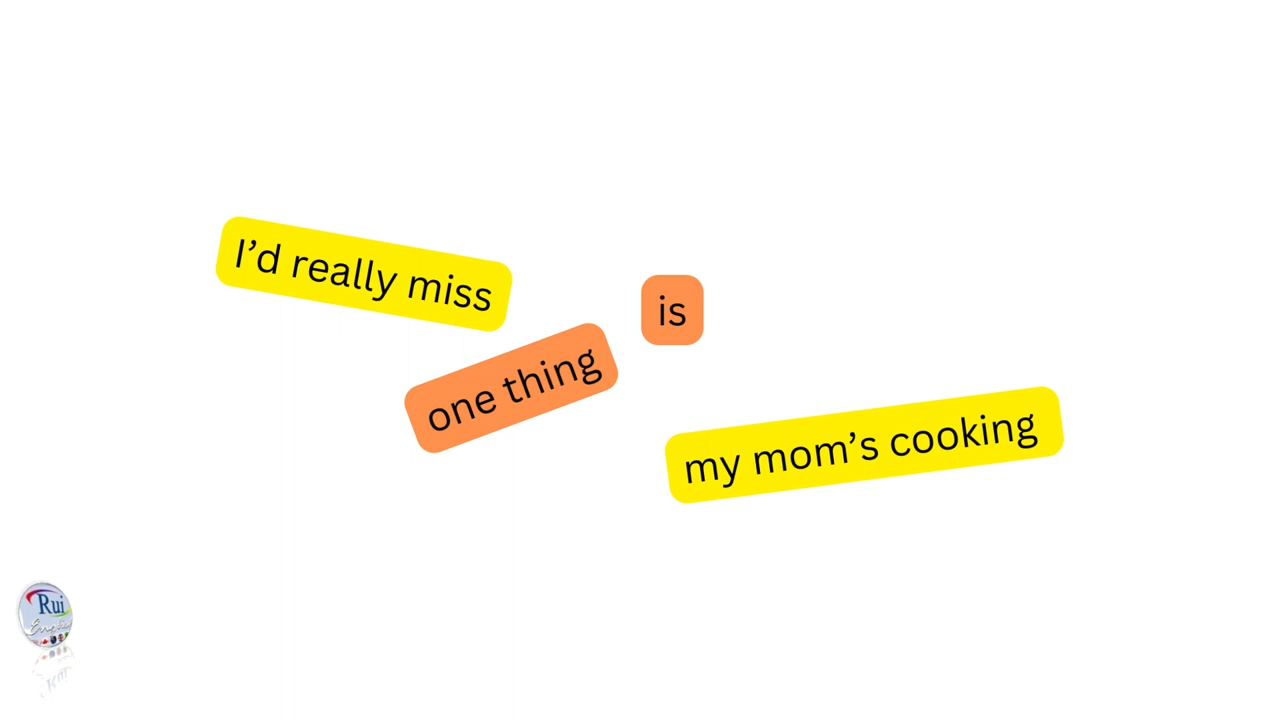 I’d really miss
is
one thing
my mom’s cooking
Rui